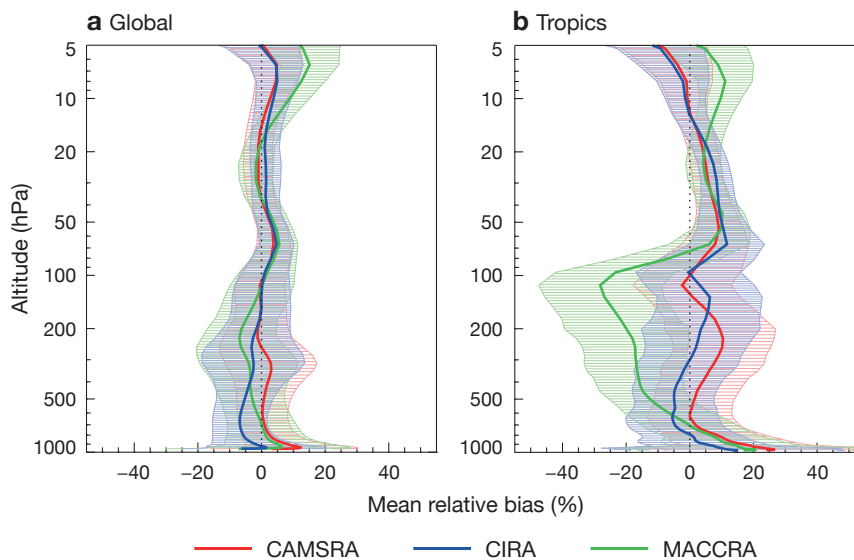 a Global
b Tropics
Altitude (hPa)
5
10
20
50
100
200
500
1000
5
10
20
50
100
200
500
1000
−40 −20 0 20 40
−40 −20 0 20 40
Mean relative bias (%)
CAMSRA CIRA MACCRA